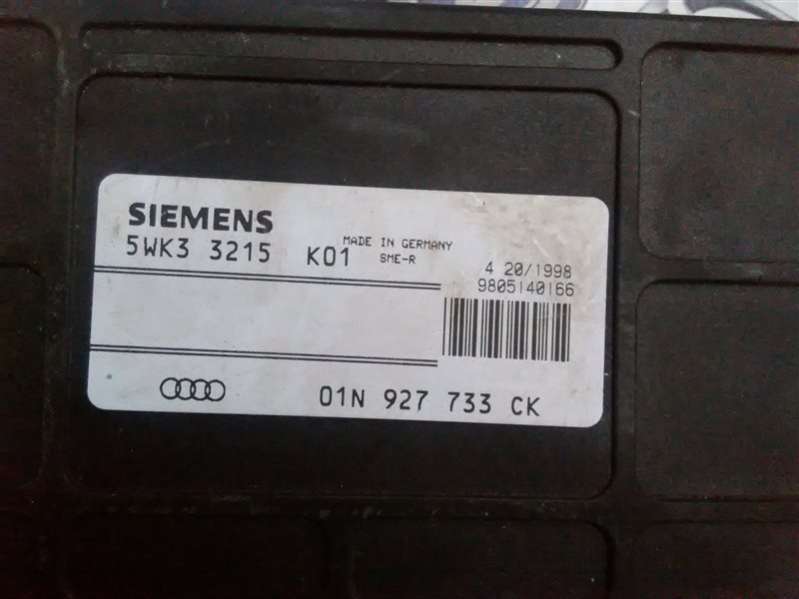 SIEMENS
5WK3 3215 K01 MADE IN GERMANY
SME-R
4 20/1998
9805140166
01N 927 733 CK